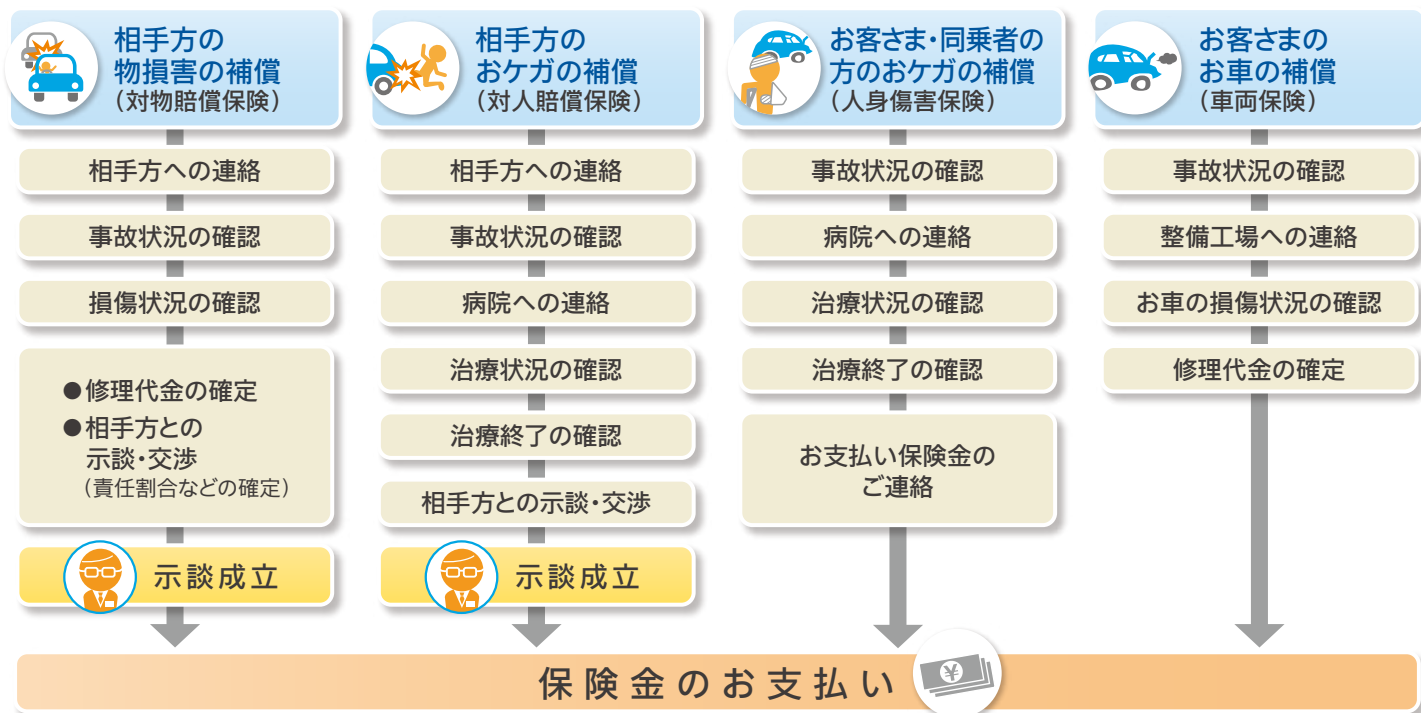 相手方の
物損害の補償
（対物賠償保険）
相手方への連絡
事故状況の確認
損傷状況の確認
●修理代金の確定
●相手方との
示談・交渉
（責任割合などの確定）
示談成立
相手方の
おケガの補償
（対人賠償保険）
相手方への連絡
事故状況の確認
病院への連絡
治療状況の確認
治療終了の確認
相手方との示談・交渉
示談成立
お客さま・同乗者の
方のおケガの補償
（人身傷害保険）
事故状況の確認
病院への連絡
治療状況の確認
治療終了の確認
お支払い保険金の
ご連絡
お客さまの
お車の補償
（車両保険）
事故状況の確認
整備工場への連絡
お車の損傷状況の確認
修理代金の確定
保険金のお支払い
¥